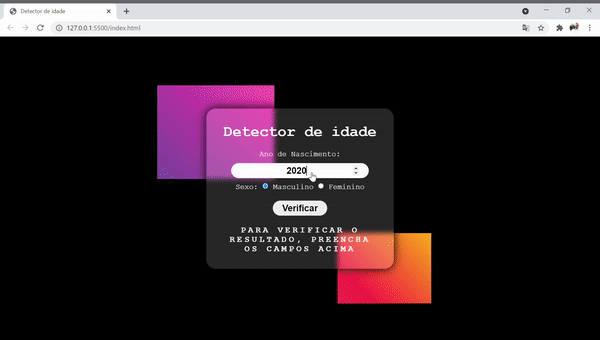 Detector de idade
127.0.0.1:5500/index.html
Detector de idade
Ano de Nascimento:
2020
Sexo: Masculino Feminino
Verificar
PARA VERIFICAR O
RESULTADO, PREENCHA
OS CAMPOS ACIMA